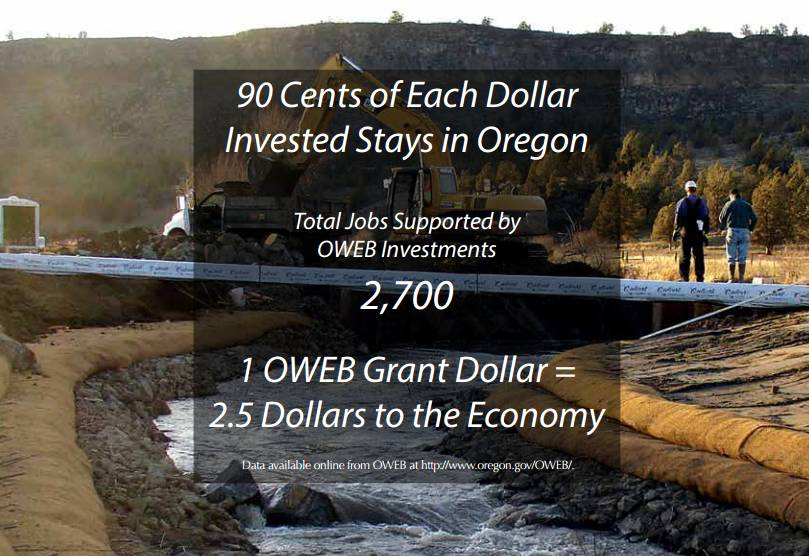 90 Cents of Each Dollar
Invested Stays in Oregon
Total Jobs Supported by
OWEB Investments
2,700
1 OWEB Grant Dollar =
2.5 Dollars to the Economy
Data available online from OWEB at http://www.oregon.gov/OWEB/.